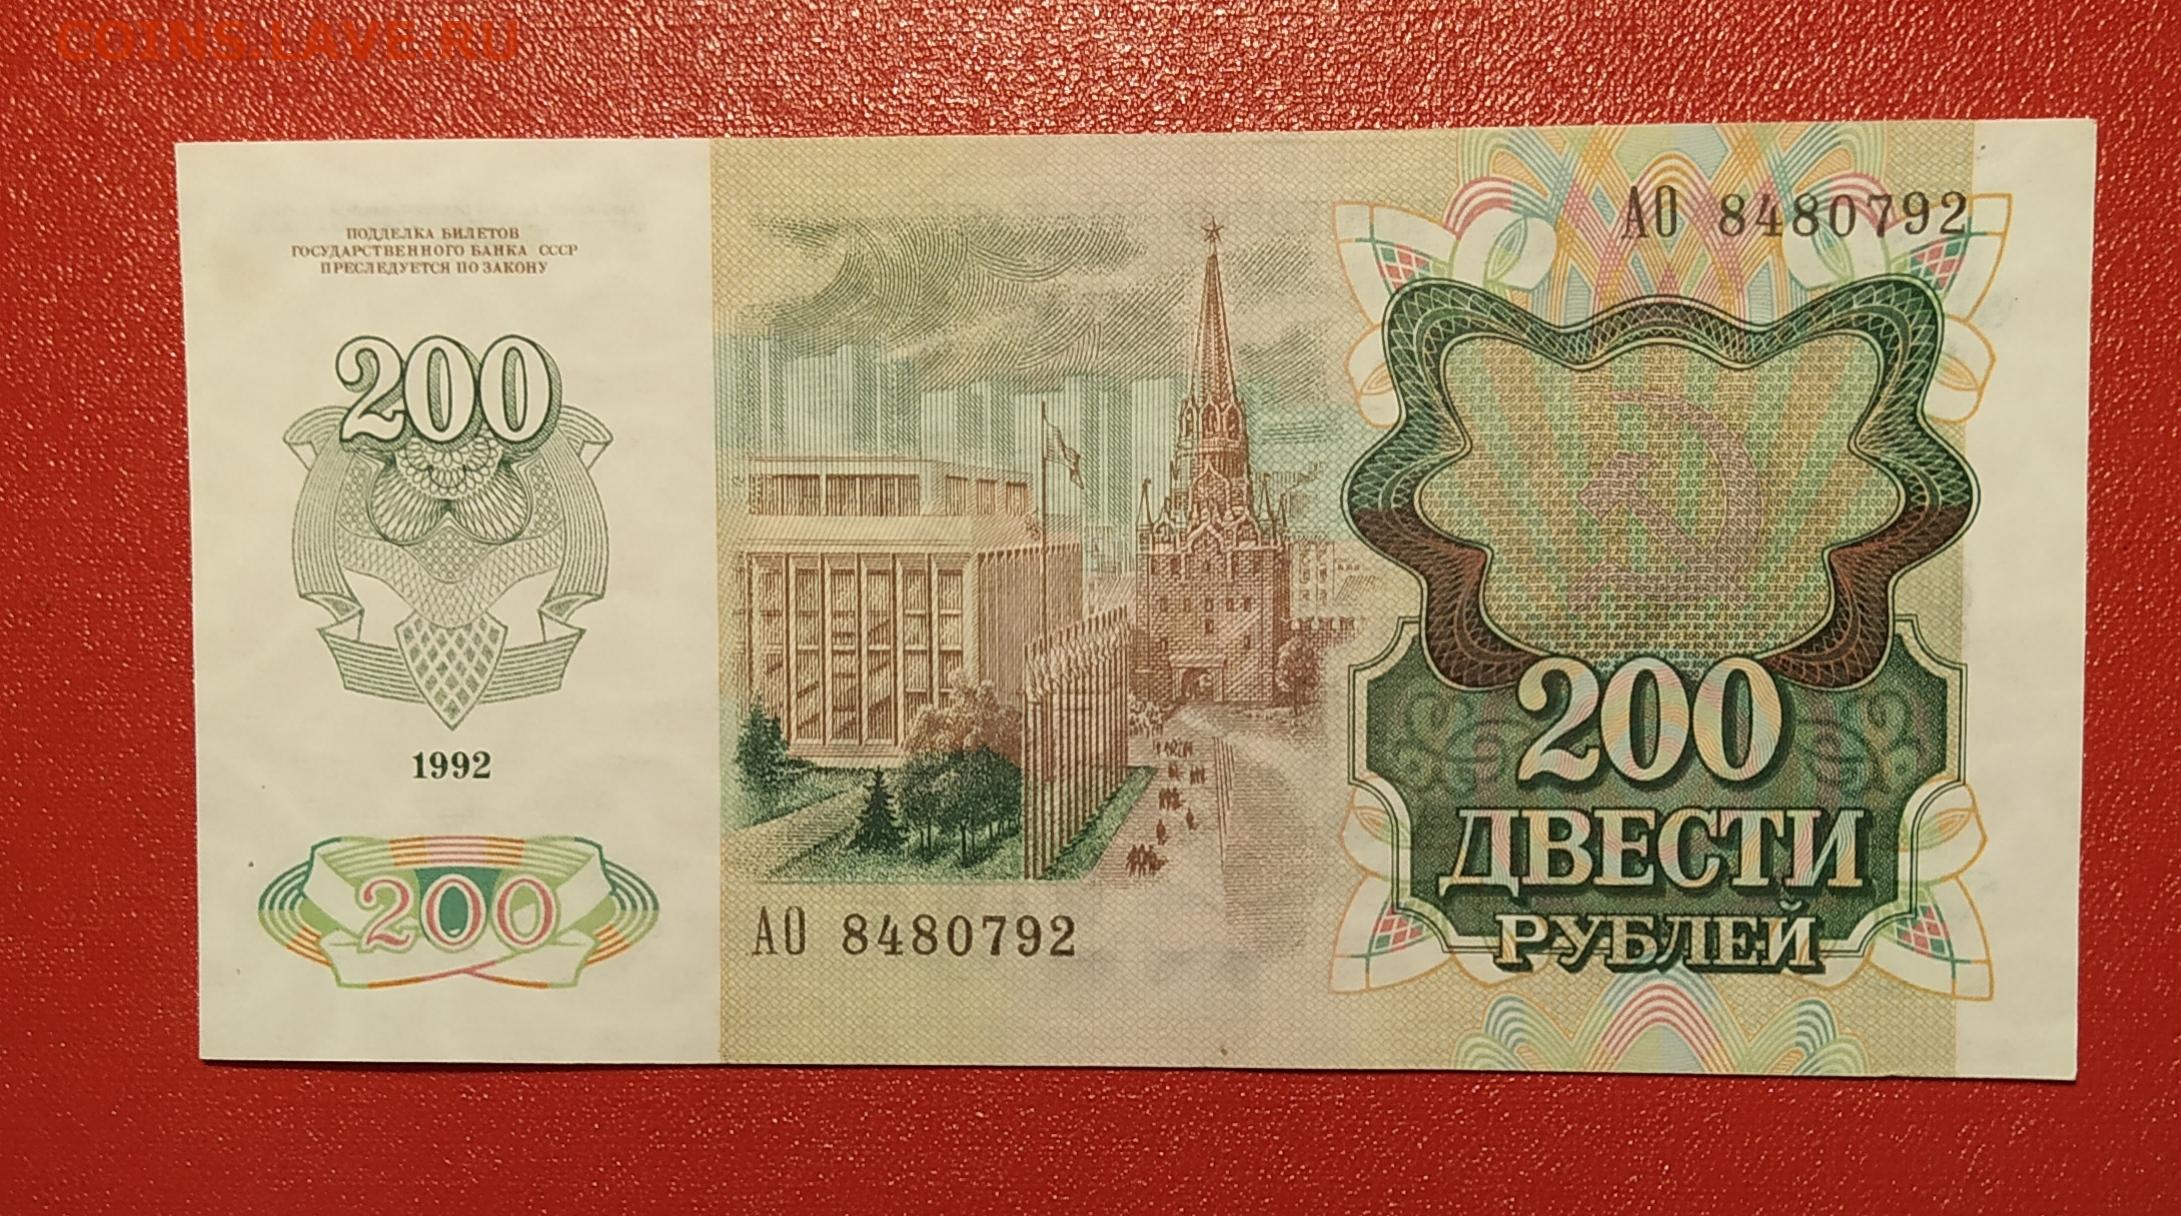 COINS.LAVE.RU
ПОДДЕЛКА БИЛЕТОВ
ГОСУДАРСТВЕННОГО БАНКА СССР
ПРЕСЛЕДУЕТСЯ ПО ЗАКОНУ
200
1992
200
АО 8480792
АО 8480792
200
ДВЕСТИ
РУБЛЕЙ